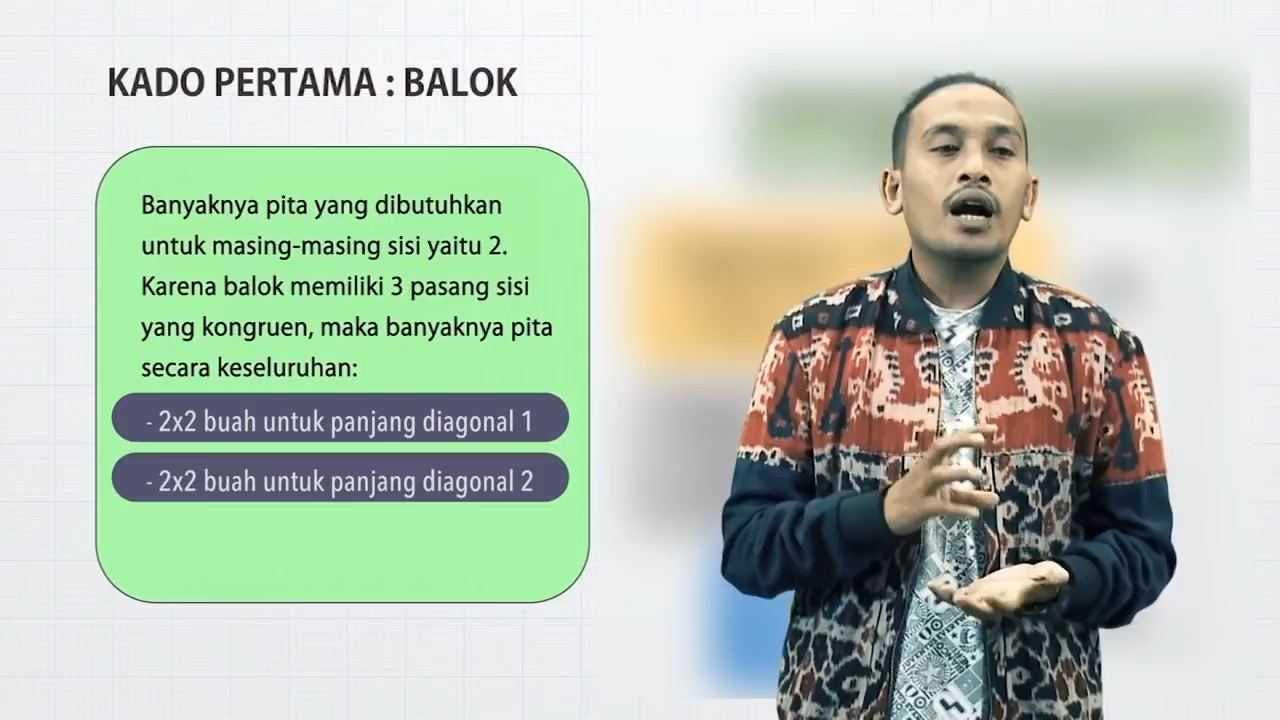 KADO PERTAMA : BALOK
Banyaknya pita yang dibutuhkan
untuk masing-masing sisi yaitu 2.
Karena balok memiliki 3 pasang sisi
yang kongruen, maka banyaknya pita
secara keseluruhan:
- 2x2 buah untuk panjang diagonal 1
- 2x2 buah untuk panjang diagonal 2